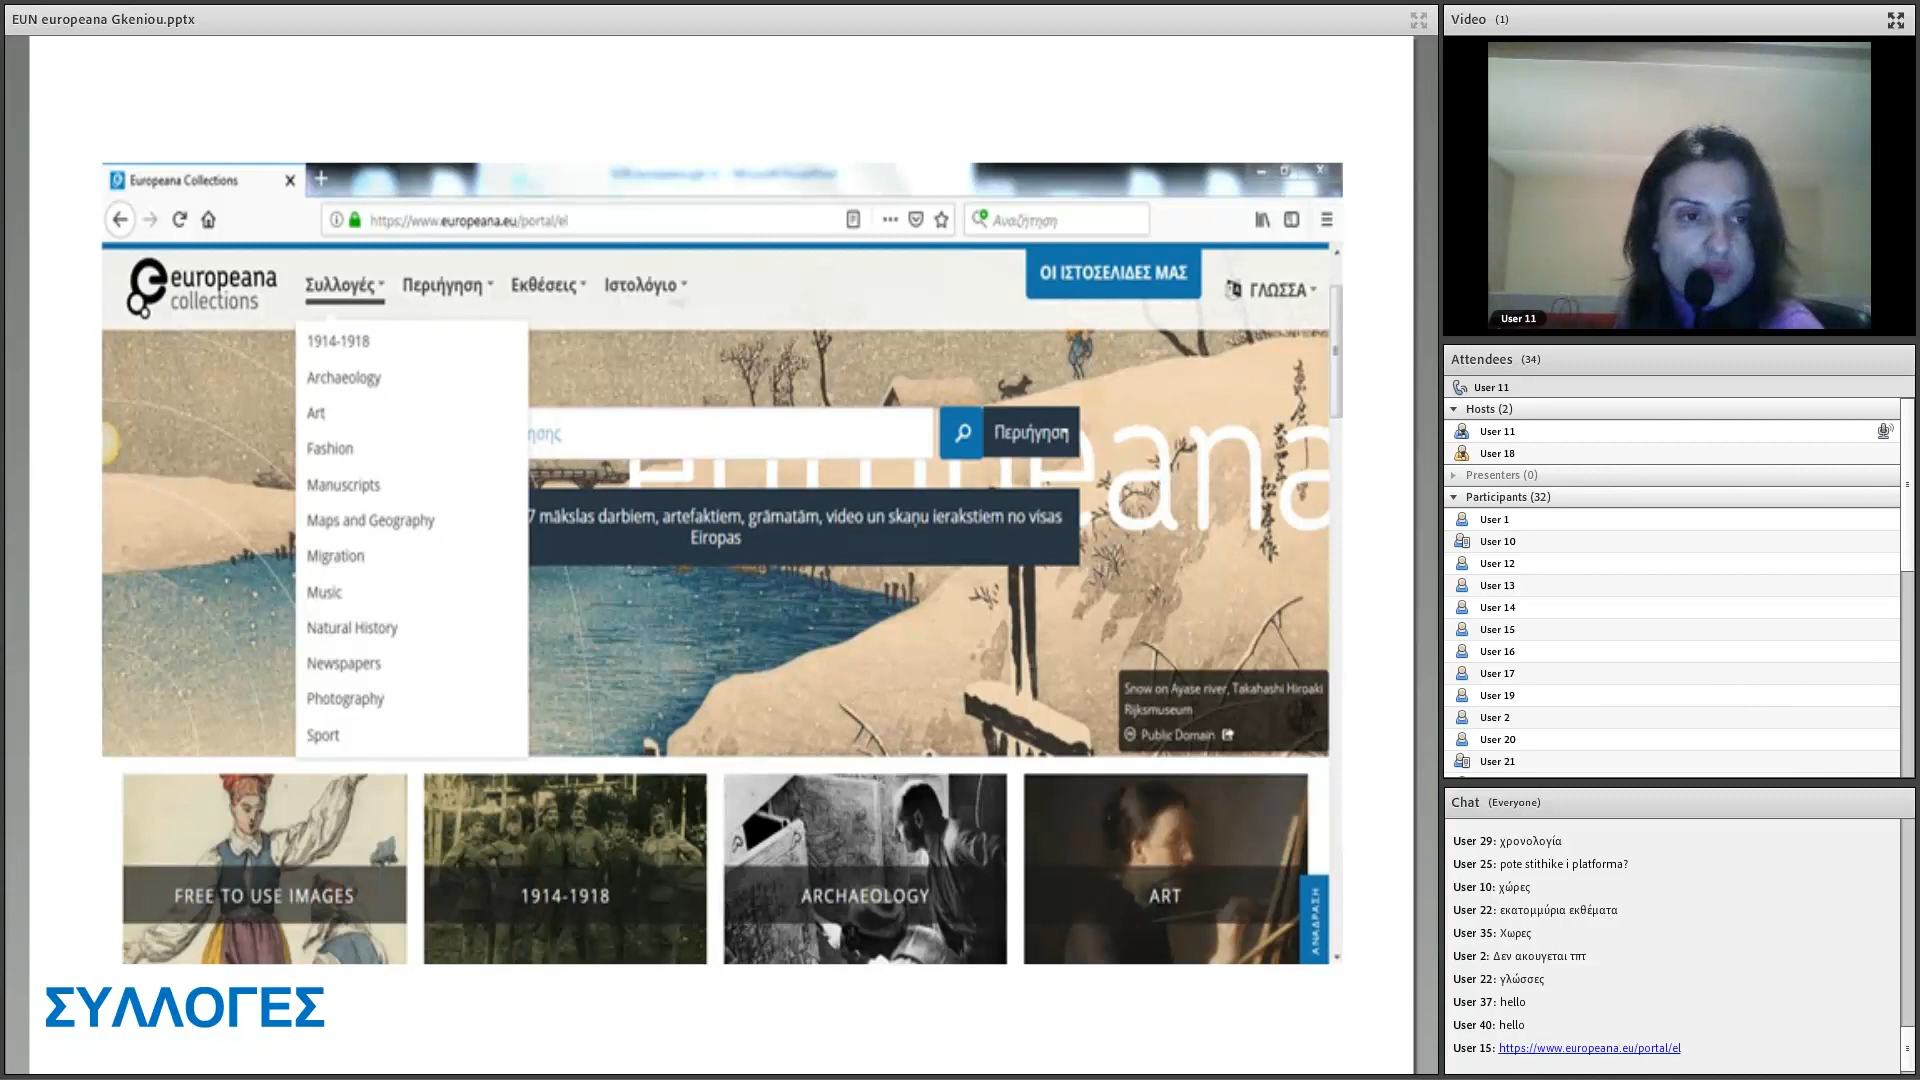 EUN europeana Gkeniou.pptx
Europeana Collections
https://www.europeana.eu/portal/el
Αναζήτηση
europeana
collections
Συλλογές
Περιήγηση
Εκθέσεις
Ιστολόγιο
ΟΙ ΙΣΤΟΣΕΛΙΔΕΣ ΜΑΣ
ΓΛΩΣΣΑ
1914-1918
Archaeology
Art
Fashion
Manuscripts
Maps and Geography
Migration
Music
Natural History
Newspapers
Photography
Sport
ησης
Περιήγηση
7 mākslas darbiem, artefaktiem, grāmatām, video un skaņu ierakstiem no visas
Eiropas
Snow on Ayase river, Takahashi Hiroaki
Rijksmuseum
Public Domain
FREE TO USE IMAGES
1914-1918
ARCHAEOLOGY
ART
ΑΝΑΔΡΑΣΗ
ΣΥΛΛΟΓΕΣ
Video (1)
User 11
Attendees (34)
User 11
Hosts (2)
User 11
User 18
Presenters (0)
Participants (32)
User 1
User 10
User 12
User 13
User 14
User 15
User 16
User 17
User 19
User 2
User 20
User 21
Chat (Everyone)
User 29: χρονολογία
User 25: pote stithike i platforma?
User 10: χώρες
User 22: εκατομμύρια εκθέματα
User 35: Χωρες
User 2: Δεν ακουγεται τπτ
User 22: γλώσσες
User 37: hello
User 40: hello
User 15: https://www.europeana.eu/portal/el